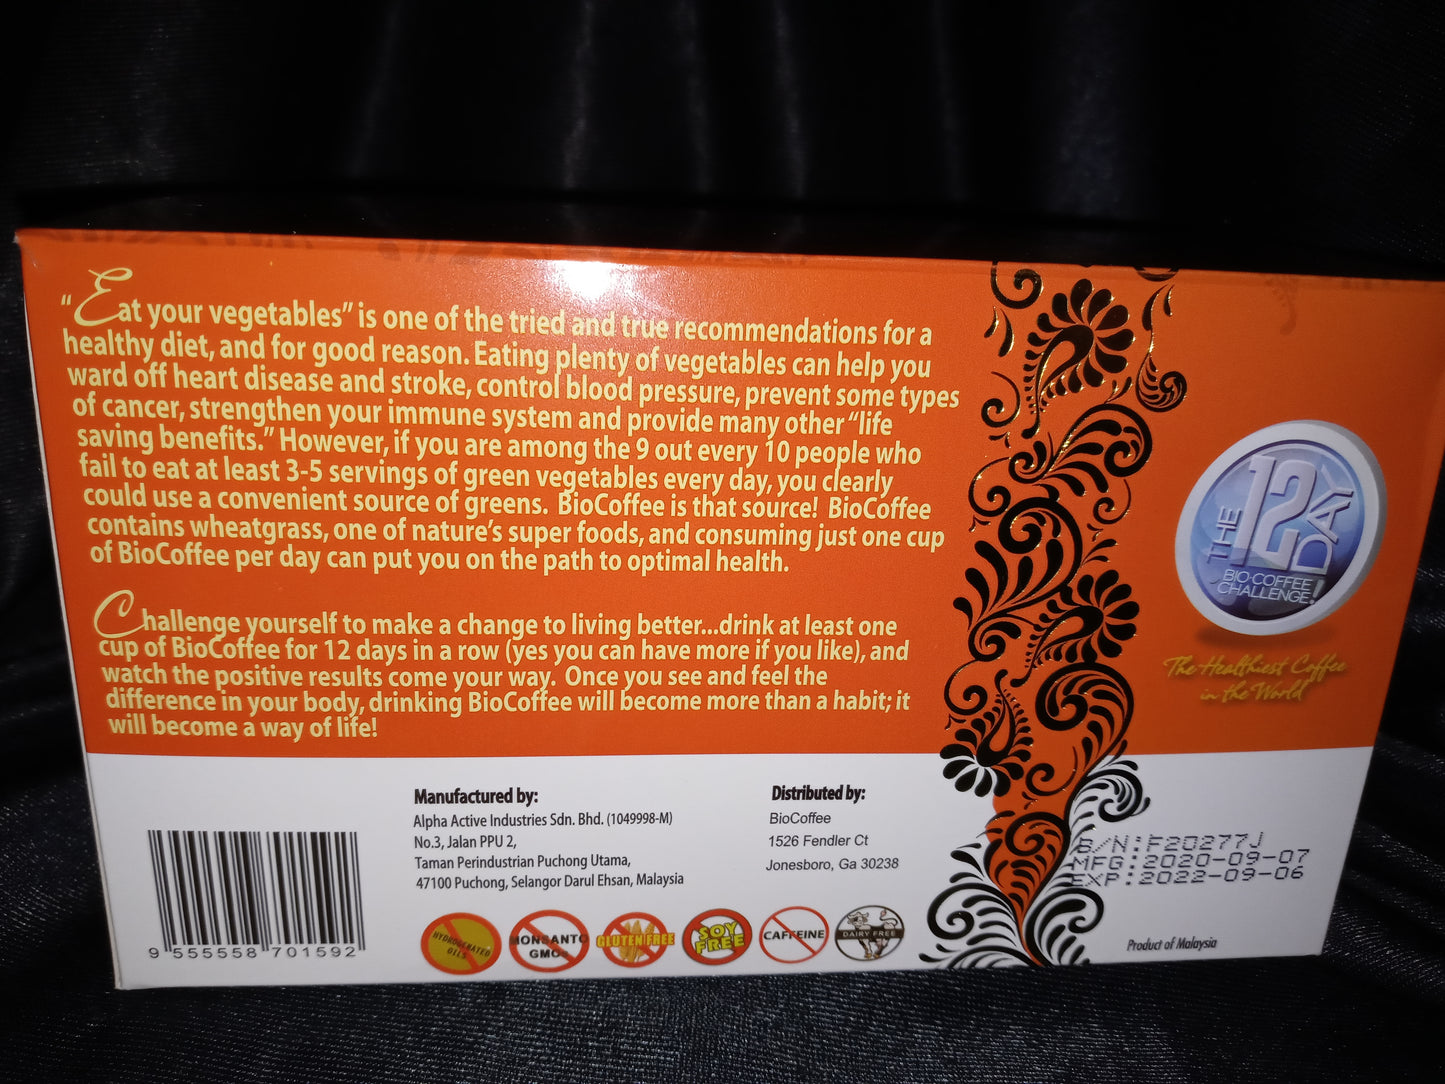 "Eat your vegetables" is one of the tried and true recommendations for a
healthy diet, and for good reason. Eating plenty of vegetables can help you
ward off heart disease and stroke, control blood pressure, prevent some types
of cancer, strengthen your immune system and provide many other "life
saving benefits." However, if you are among the 9 out every 10 people who
fail to eat at least 3-5 servings of green vegetables every day, you clearly
could use a convenient source of greens. BioCoffee is that source! BioCoffee
contains wheatgrass, one of nature's super foods, and consuming just one cup
of BioCoffee per day can put you on the path to optimal health.
Challenge yourself to make a change to living better...drink at least one
cup of BioCoffee for 12 days in a row (yes you can have more if you like), and
watch the positive results come your way. Once you see and feel the
difference in your body, drinking BioCoffee will become more than a habit; it
will become a way of life!
THE 12 DAY
BIO·COFFEE
CHALLENGE!
The Healthiest Coffee
in the World
Manufactured by:
Alpha Active Industries Sdn. Bhd. (1049998-M)
No.3, Jalan PPU 2,
Taman Perindustrian Puchong Utama,
47100 Puchong, Selangor Darul Ehsan, Malaysia
Distributed by:
BioCoffee
1526 Fendler Ct
Jonesboro, Ga 30238
B/N:F20277J
MFG:2020-09-07
EXP:2022-09-06
Product of Malaysia
9 555558 701592
HYDROGENATED
OILS
MONSANTO
GMOs
GLUTEN FREE
SOY
FREE
CAFFEINE
DAIRY FREE